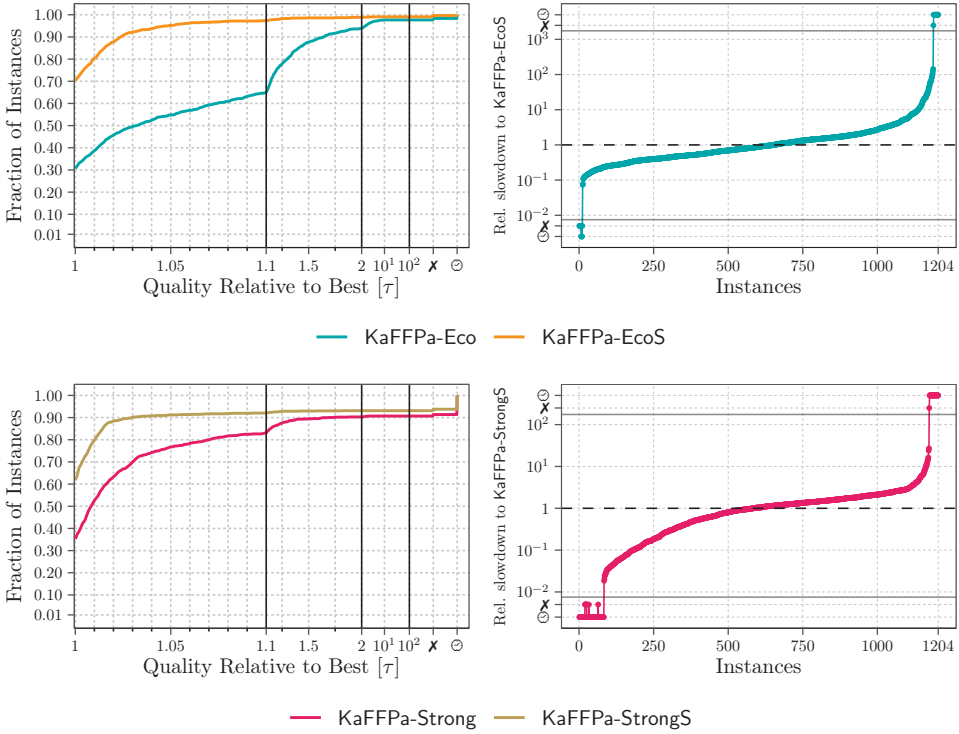 Fraction of Instances
1.00
0.90
0.80
0.70
0.60
0.50
0.40
0.30
0.20
0.10
0.01
1 1.05 1.1 1.5 2 10¹ 10² ✗ ⏲
Quality Relative to Best [τ]
Rel. slowdown to KaFFPa-EcoS
⏲
✗
10³
10²
10¹
1
10⁻¹
10⁻²
✗
⏲
0 250 500 750 1000 1204
Instances
KaFFPa-Eco KaFFPa-EcoS
Fraction of Instances
1.00
0.90
0.80
0.70
0.60
0.50
0.40
0.30
0.20
0.10
0.01
1 1.05 1.1 1.5 2 10¹ 10² ✗ ⏲
Quality Relative to Best [τ]
Rel. slowdown to KaFFPa-StrongS
⏲
✗
10²
10¹
1
10⁻¹
10⁻²
✗
⏲
0 250 500 750 1000 1204
Instances
KaFFPa-Strong KaFFPa-StrongS